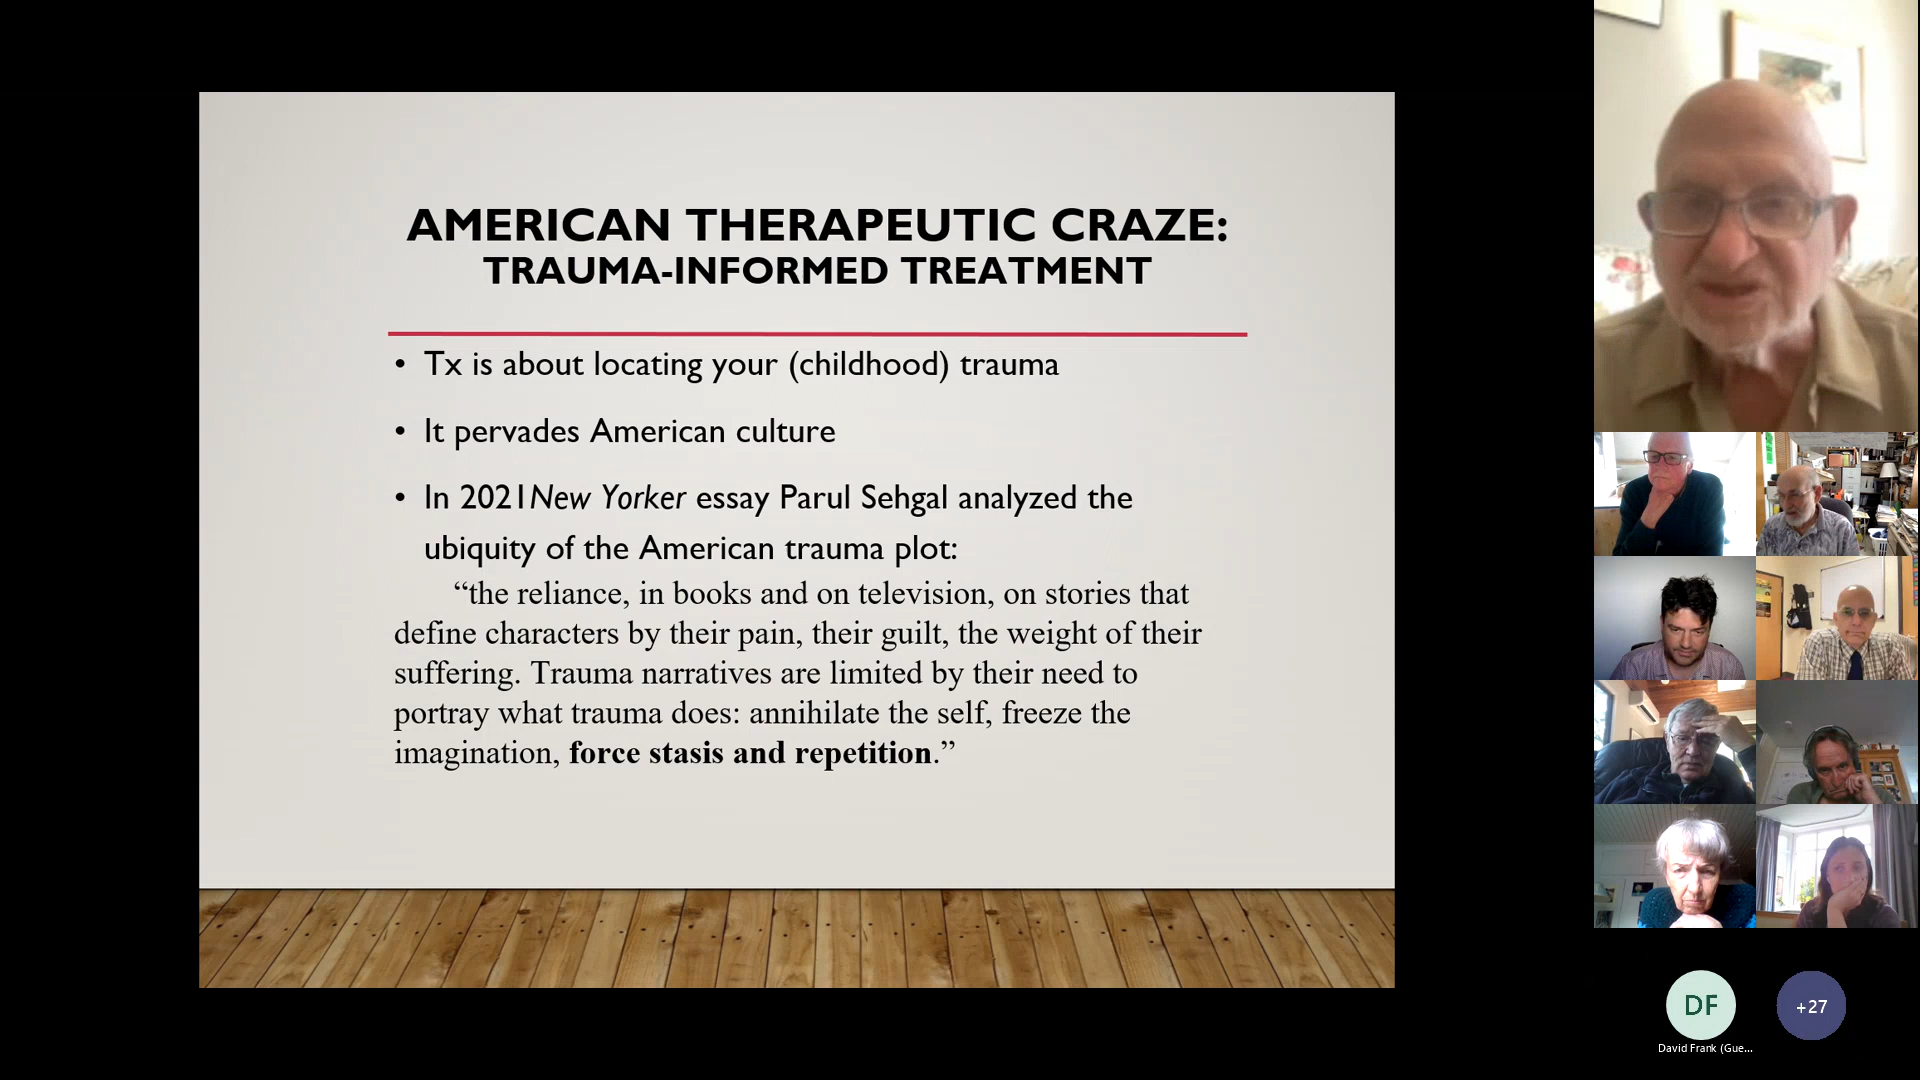 AMERICAN THERAPEUTIC CRAZE:
TRAUMA-INFORMED TREATMENT
• Tx is about locating your (childhood) trauma
• It pervades American culture
• In 2021New Yorker essay Parul Sehgal analyzed the
ubiquity of the American trauma plot:
“the reliance, in books and on television, on stories that
define characters by their pain, their guilt, the weight of their
suffering. Trauma narratives are limited by their need to
portray what trauma does: annihilate the self, freeze the
imagination, force stasis and repetition.”
DF
+27
David Frank (Gue...